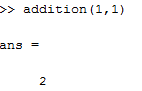 >> addition(1,1)
ans =
2